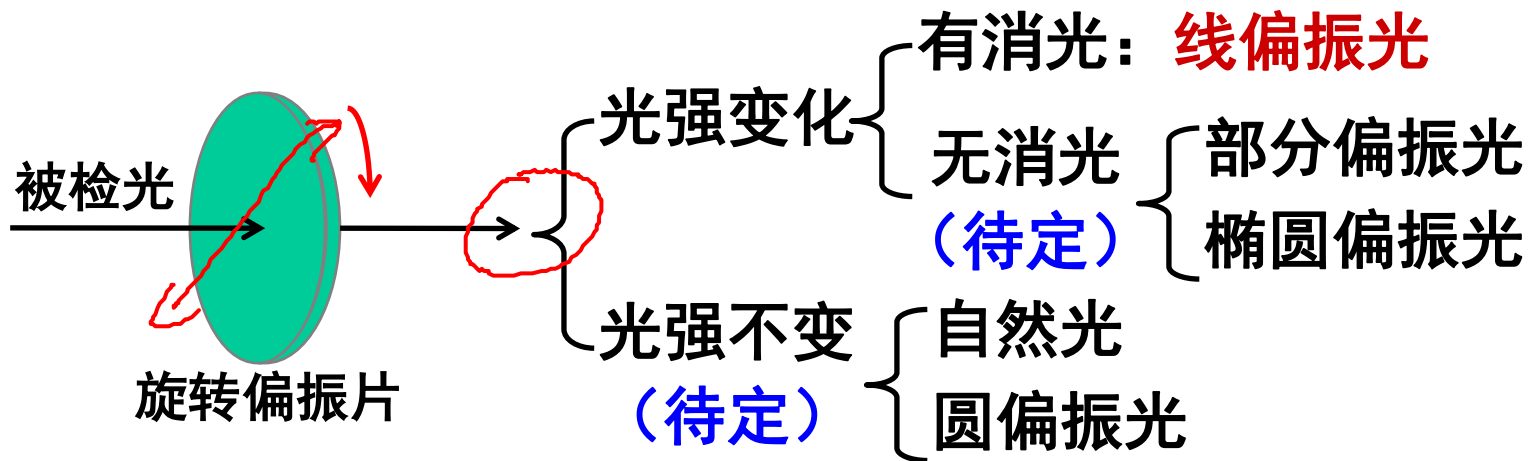 被检光
旋转偏振片
光强变化
有消光：线偏振光
无消光
（待定）
部分偏振光
椭圆偏振光
光强不变
（待定）
自然光
圆偏振光